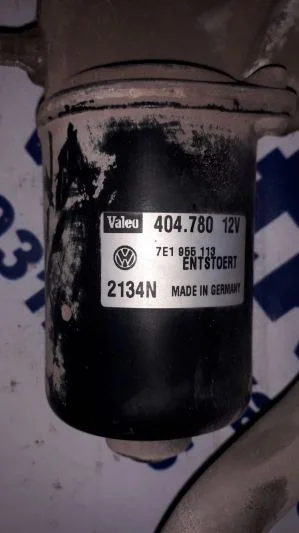 Valeo 404.780 12V
7E1 955 113
ENTSTOERT
2134N MADE IN GERMANY